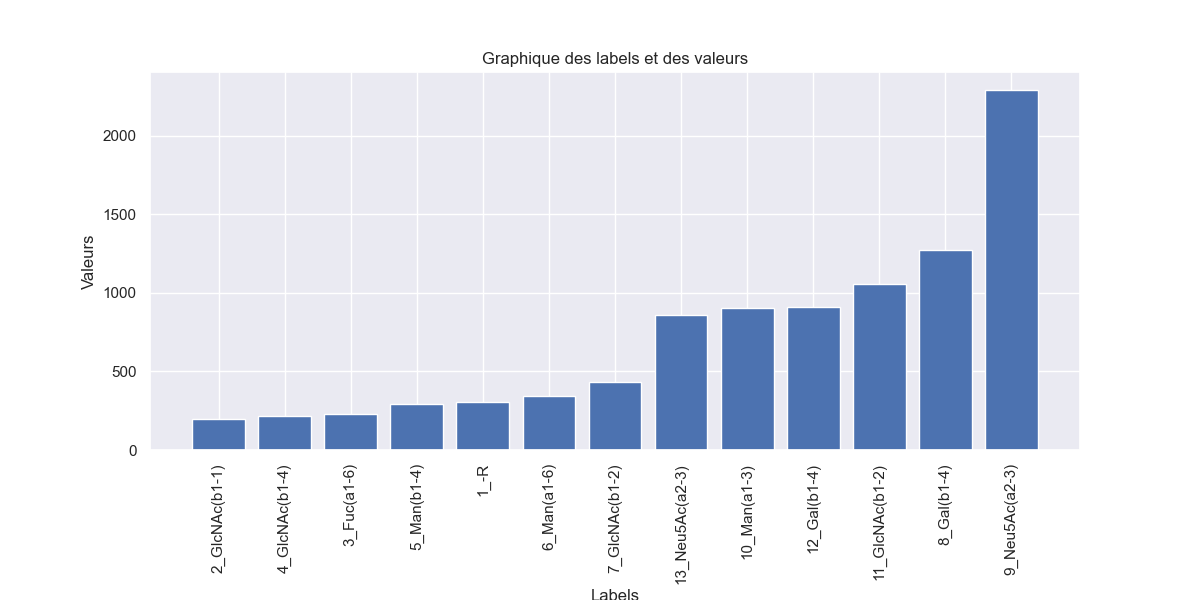 Graphique des labels et des valeurs
Valeurs
2000
1500
1000
500
0
2_GlcNAc(b1-1)
4_GlcNAc(b1-4)
3_Fuc(a1-6)
5_Man(b1-4)
1_-R
6_Man(a1-6)
7_GlcNAc(b1-2)
13_Neu5Ac(a2-3)
10_Man(a1-3)
12_Gal(b1-4)
11_GlcNAc(b1-2)
8_Gal(b1-4)
9_Neu5Ac(a2-3)
Labels